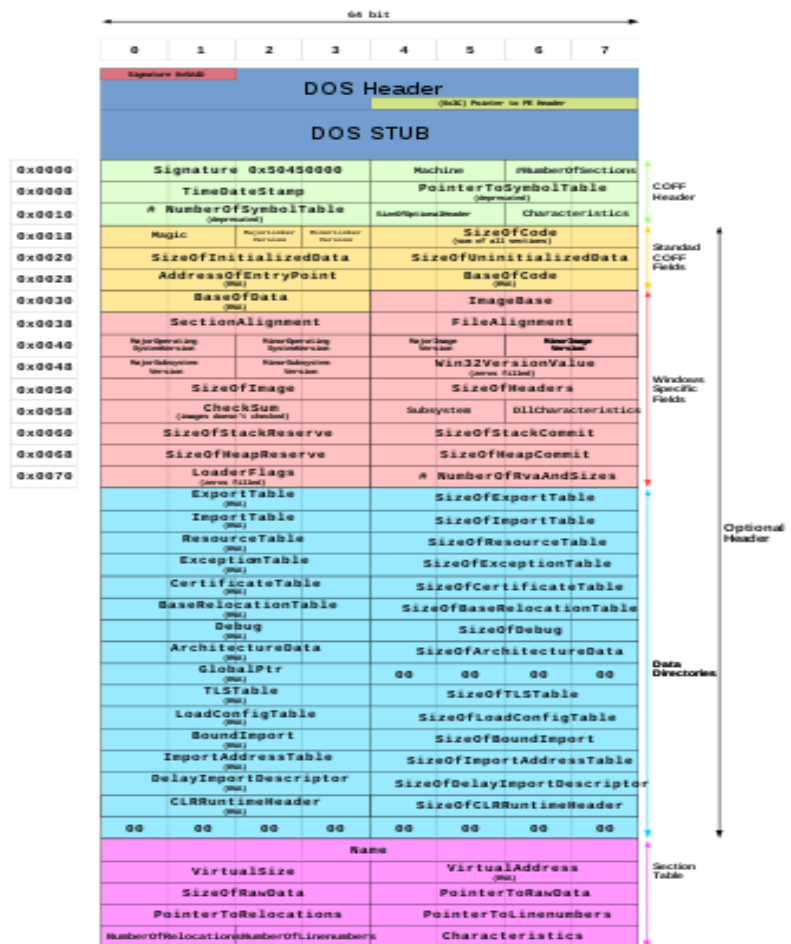 64 bit
0 1 2 3 4 5 6 7
Signature 0x5A4D
DOS Header
(0x3C) Pointer to PE Header
DOS STUB
0x0000 Signature 0x50450000 Machine #NumberOfSections
0x0008 TimeDateStamp PointerToSymbolTable
(deprecated)
0x0010 # NumberOfSymbolTable SizeOfOptionalHeader Characteristics
(deprecated)
COFF
Header
0x0018 Magic MajorLinker MinorLinker SizeOfCode
Version Version (sum of all sections)
0x0020 SizeOfInitializedData SizeOfUninitializedData
0x0028 AddressOfEntryPoint BaseOfCode
(RVA) (RVA)
Standad
COFF
Fields
0x0030 BaseOfData ImageBase
(RVA)
0x0038 SectionAlignment FileAlignment
0x0040 MajorOperating MinorOperating MajorImage MinorImage
SystemVersion SystemVersion Version Version
0x0048 MajorSubsystem MinorSubsystem Win32VersionValue
Version Version (zeros filled)
0x0050 SizeOfImage SizeOfHeaders
0x0058 CheckSum Subsystem DllCharacteristics
(images doesn't checked)
0x0060 SizeOfStackReserve SizeOfStackCommit
0x0068 SizeOfHeapReserve SizeOfHeapCommit
0x0070 LoaderFlags # NumberOfRvaAndSizes
(zeros filled)
Windows
Specific
Fields
ExportTable SizeOfExportTable
(RVA)
ImportTable SizeOfImportTable
(RVA)
ResourceTable SizeOfResourceTable
(RVA)
ExceptionTable SizeOfExceptionTable
(RVA)
CertificateTable SizeOfCertificateTable
(RVA)
BaseRelocationTable SizeOfBaseRelocationTable
(RVA)
Debug SizeOfDebug
(RVA)
ArchitectureData SizeOfArchitectureData
(RVA)
GlobalPtr 00 00 00 00
(RVA)
TLSTable SizeOfTLSTable
(RVA)
LoadConfigTable SizeOfLoadConfigTable
(RVA)
BoundImport SizeOfBoundImport
(RVA)
ImportAddressTable SizeOfImportAddressTable
(RVA)
DelayImportDescriptor SizeOfDelayImportDescriptor
(RVA)
CLRRuntimeHeader SizeOfCLRRuntimeHeader
(RVA)
00 00 00 00 00 00 00 00
Data
Directories
Optional
Header
Name
VirtualSize VirtualAddress
(RVA)
SizeOfRawData PointerToRawData
PointerToRelocations PointerToLinenumbers
NumberOfRelocations NumberOfLinenumbers Characteristics
Section
Table